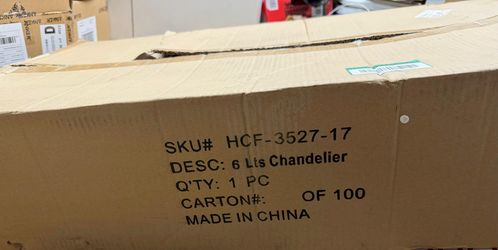 SKU# HCF-3527-17
DESC: 6 Lts Chandelier
Q'TY: 1 PC
CARTON#: OF 100
MADE IN CHINA